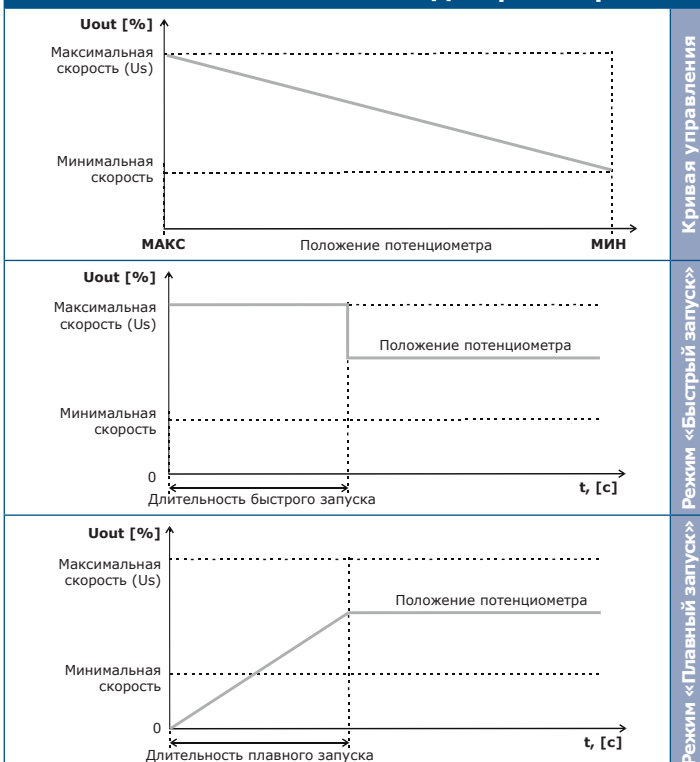 Uout [%]
Максимальная
скорость (Us)
Минимальная
скорость
МАКС Положение потенциометра МИН
Кривая управления
Uout [%]
Максимальная
скорость (Us)
Положение потенциометра
Минимальная
скорость
0
t, [с]
Длительность быстрого запуска
Режим «Быстрый запуск»
Uout [%]
Максимальная
скорость (Us)
Положение потенциометра
Минимальная
скорость
0
t, [с]
Длительность плавного запуска
Режим «Плавный запуск»